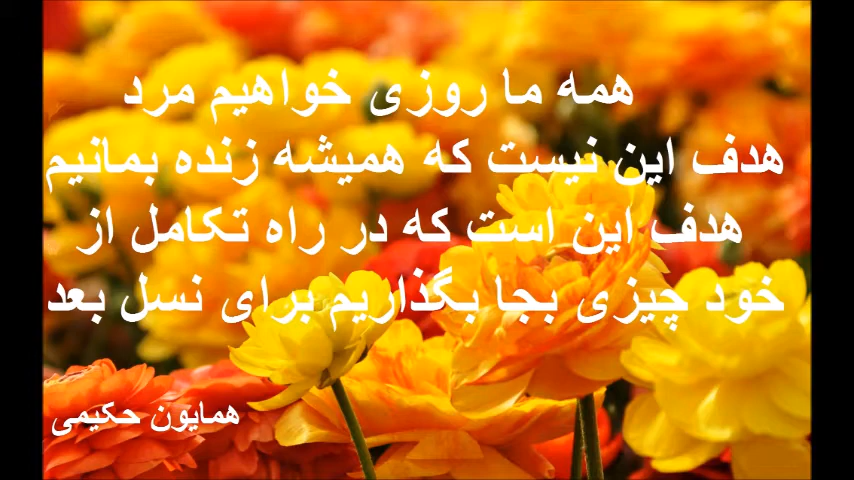 همه ما روزی خواهیم مرد
هدف این نیست که همیشه زنده بمانیم
هدف این است که در راه تکامل از
خود چیزی بجا بگذاریم برای نسل بعد
همایون حکیمی